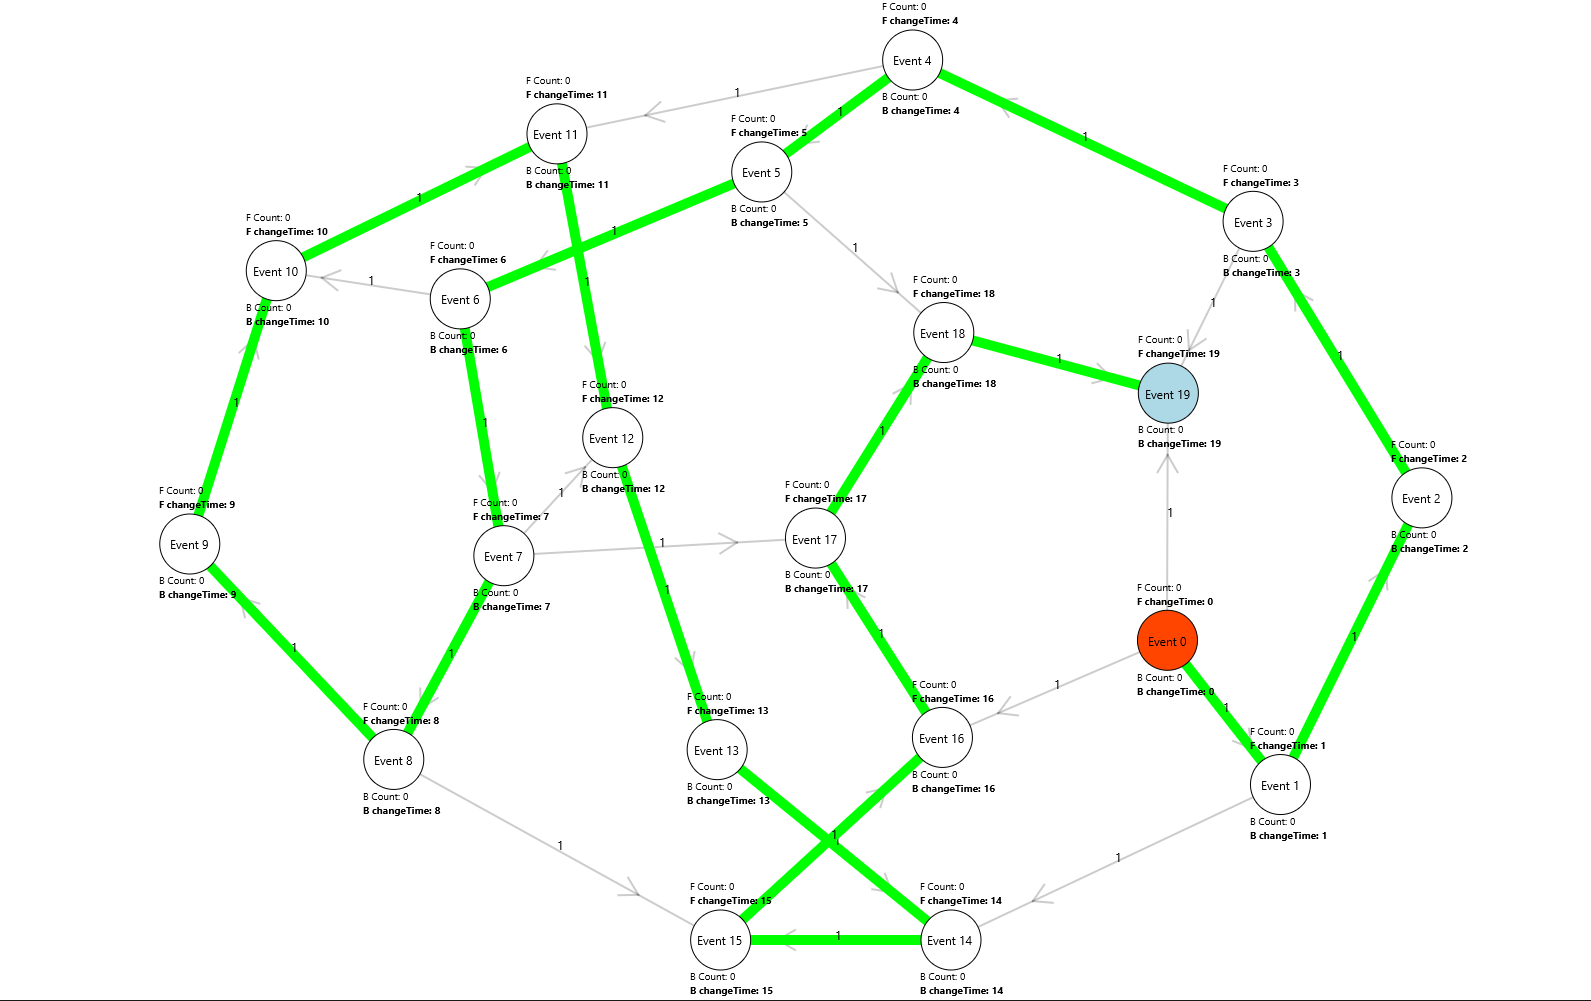 F Count: 0
F changeTime: 4
Event 4
B Count: 0
B changeTime: 4
1
F Count: 0
F changeTime: 11
Event 11
B Count: 0
B changeTime: 11
1
F Count: 0
F changeTime: 5
Event 5
B Count: 0
B changeTime: 5
1
1
F Count: 0
F changeTime: 3
Event 3
B Count: 0
B changeTime: 3
1
F Count: 0
F changeTime: 10
Event 10
B Count: 0
B changeTime: 10
1
F Count: 0
F changeTime: 6
Event 6
B Count: 0
B changeTime: 6
1
1
1
1
F Count: 0
F changeTime: 18
Event 18
B Count: 0
B changeTime: 18
1
F Count: 0
F changeTime: 19
Event 19
B Count: 0
B changeTime: 19
1
1
F Count: 0
F changeTime: 12
Event 12
B Count: 0
B changeTime: 12
1
1
1
F Count: 0
F changeTime: 2
Event 2
B Count: 0
B changeTime: 2
F Count: 0
F changeTime: 9
Event 9
B Count: 0
B changeTime: 9
F Count: 0
F changeTime: 7
Event 7
B Count: 0
B changeTime: 7
1
1
F Count: 0
F changeTime: 17
Event 17
B Count: 0
B changeTime: 17
1
1
1
F Count: 0
F changeTime: 0
Event 0
B Count: 0
B changeTime: 0
1
1
1
1
F Count: 0
F changeTime: 8
Event 8
B Count: 0
B changeTime: 8
F Count: 0
F changeTime: 13
Event 13
B Count: 0
B changeTime: 13
F Count: 0
F changeTime: 16
Event 16
B Count: 0
B changeTime: 16
1
F Count: 0
F changeTime: 1
Event 1
B Count: 0
B changeTime: 1
1
1
1
1
F Count: 0
F changeTime: 15
Event 15
B Count: 0
B changeTime: 15
1
F Count: 0
F changeTime: 14
Event 14
B Count: 0
B changeTime: 14